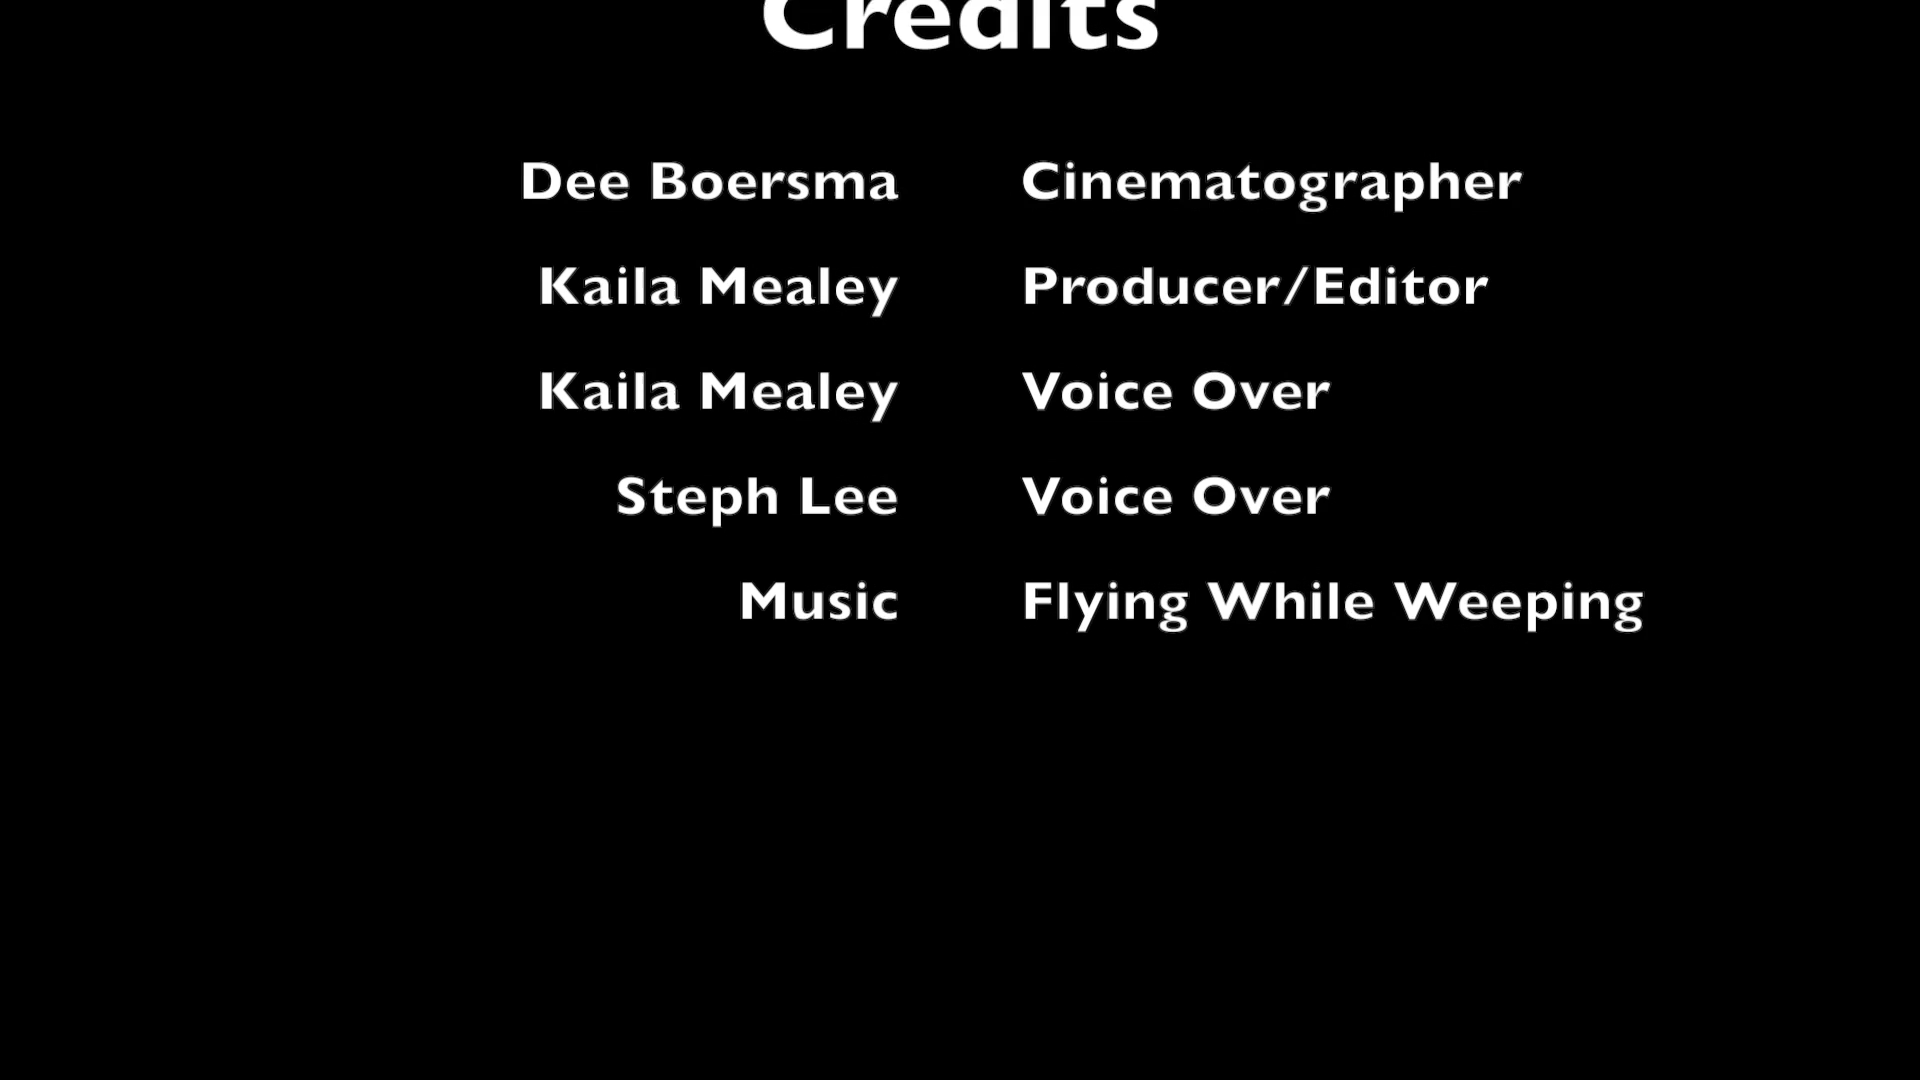 Credits
Dee Boersma Cinematographer
Kaila Mealey Producer/Editor
Kaila Mealey Voice Over
Steph Lee Voice Over
Music Flying While Weeping